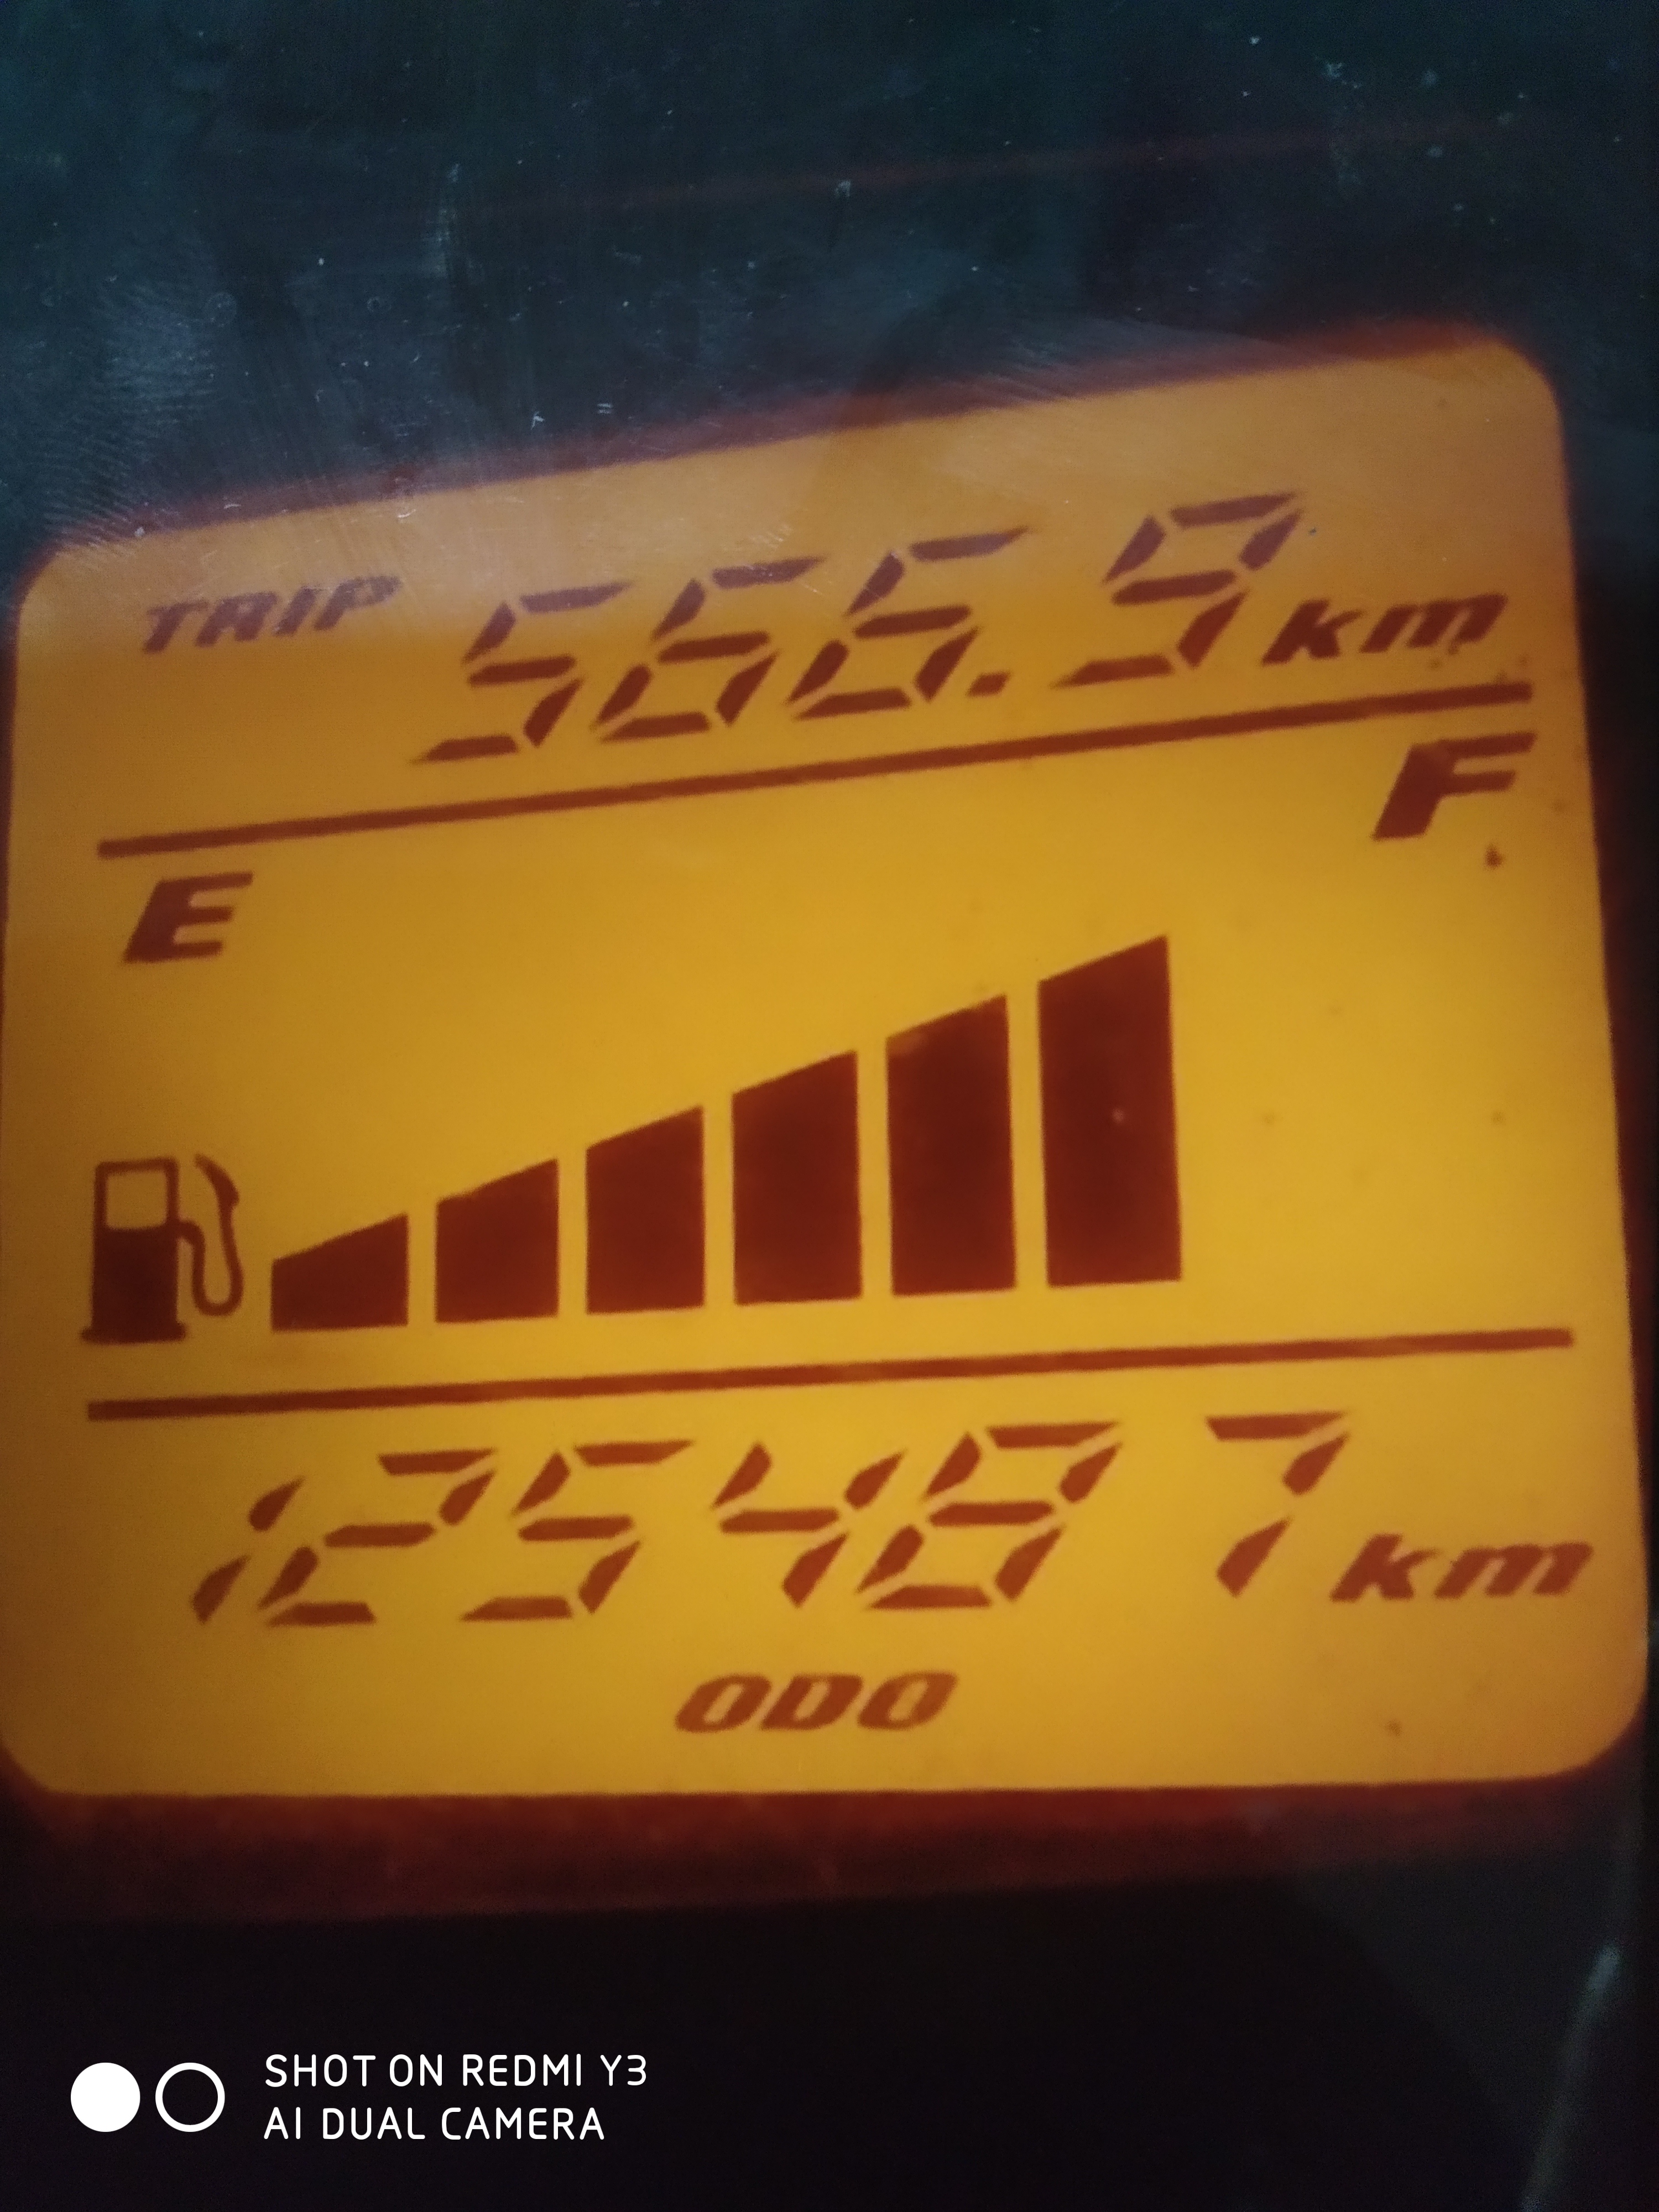 TRIP 566.9 km
E F
125487 km
ODO
SHOT ON REDMI Y3
AI DUAL CAMERA